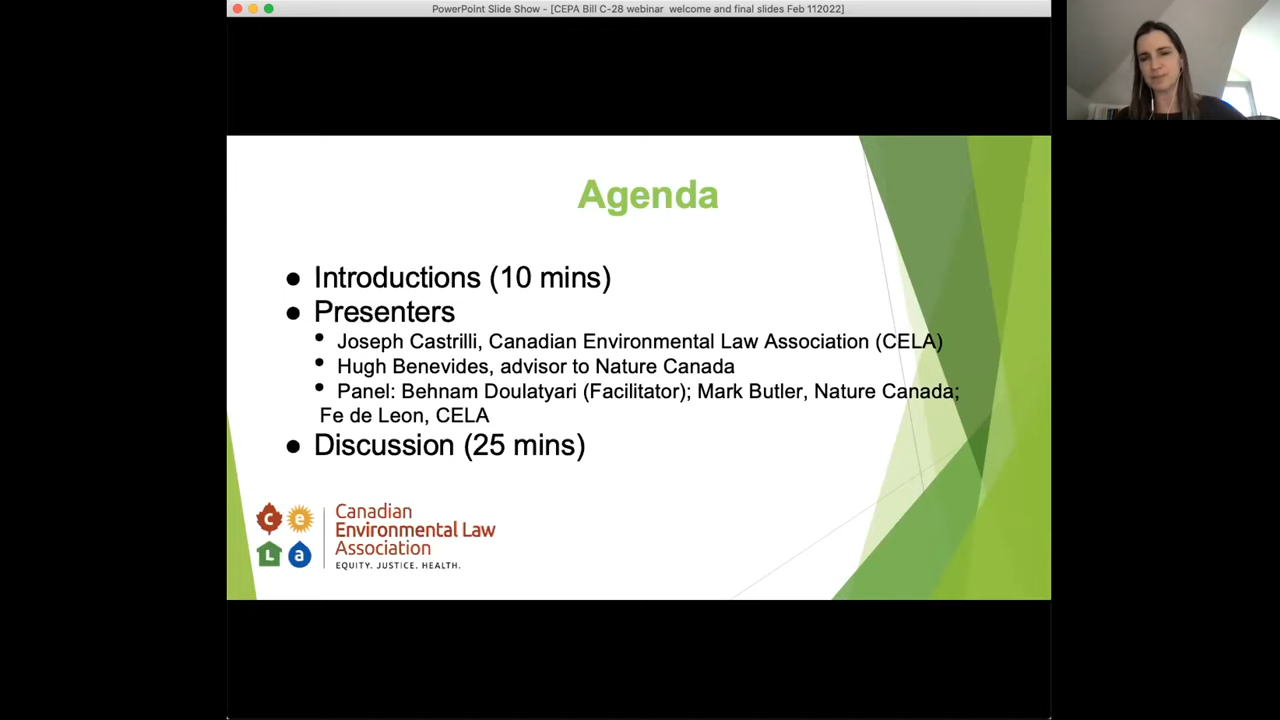 PowerPoint Slide Show - [CEPA Bill C-28 webinar  welcome and final slides Feb 112022]
Agenda
● Introductions (10 mins)
● Presenters
• Joseph Castrilli, Canadian Environmental Law Association (CELA)
• Hugh Benevides, advisor to Nature Canada
• Panel: Behnam Doulatyari (Facilitator); Mark Butler, Nature Canada;
Fe de Leon, CELA
● Discussion (25 mins)
c e
L a
Canadian
Environmental Law
Association
EQUITY. JUSTICE. HEALTH.